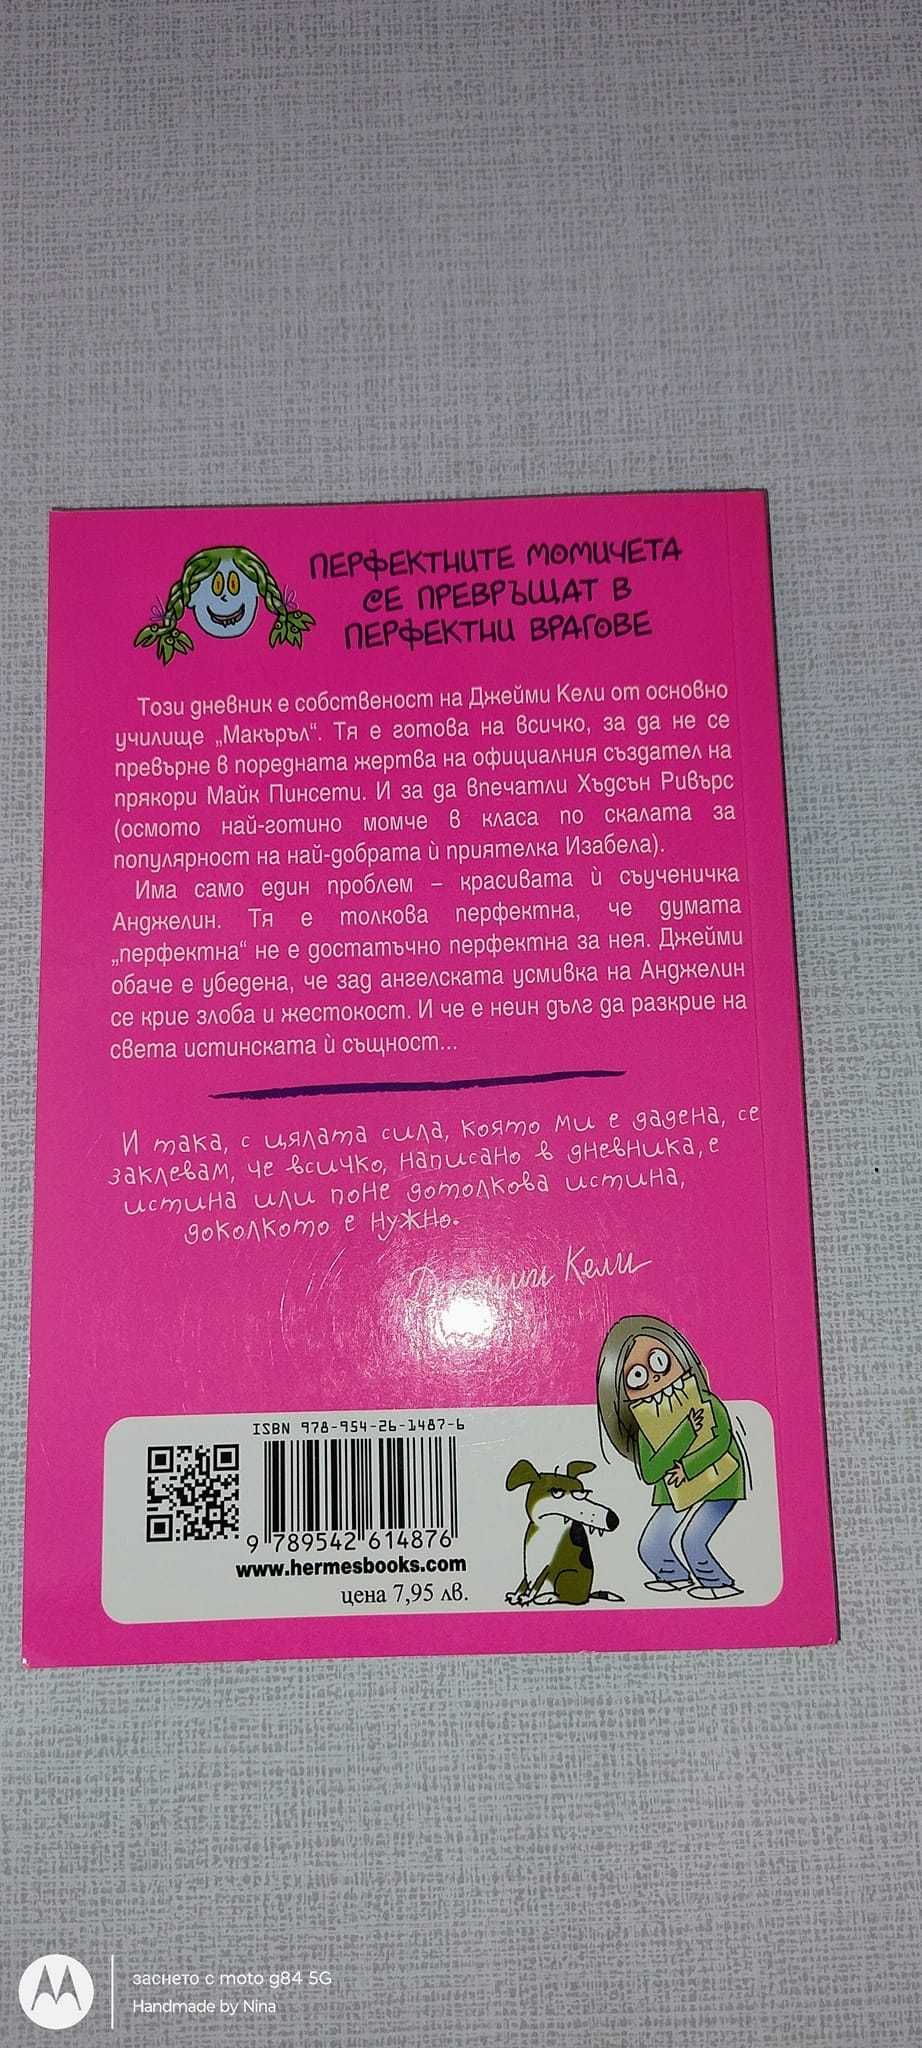 ПЕРФЕКТНИТЕ МОМИЧЕТА
СЕ ПРЕВРЪЩАТ В
ПЕРФЕКТНИ ВРАГОВЕ
Този дневник е собственост на Джейми Кели от основно
училище „Макъръл“. Тя е готова на всичко, за да не се
превърне в поредната жертва на официалния създател на
прякори Майк Пинсети. И за да впечатли Хъдсън Ривърс
(осмото най-готино момче в класа по скалата за
популярност на най-добрата ѝ приятелка Изабела).
Има само един проблем – красивата ѝ съученичка
Анджелин. Тя е толкова перфектна, че думата
„перфектна“ не е достатъчно перфектна за нея. Джейми
обаче е убедена, че зад ангелската усмивка на Анджелин
се крие злоба и жестокост. И че е неин дълг да разкрие на
света истинската ѝ същност...
И така, с цялата сила, която ми е дадена, се
заклевам, че всичко, написано в дневника, е
истина или поне дотолкова истина,
доколкото е нужно.
Кели
ISBN 978-954-26-1487-6
9 789542 614876
www.hermesbooks.com
цена 7,95 лв.
заснето с moto g84 5G
Handmade by Nina